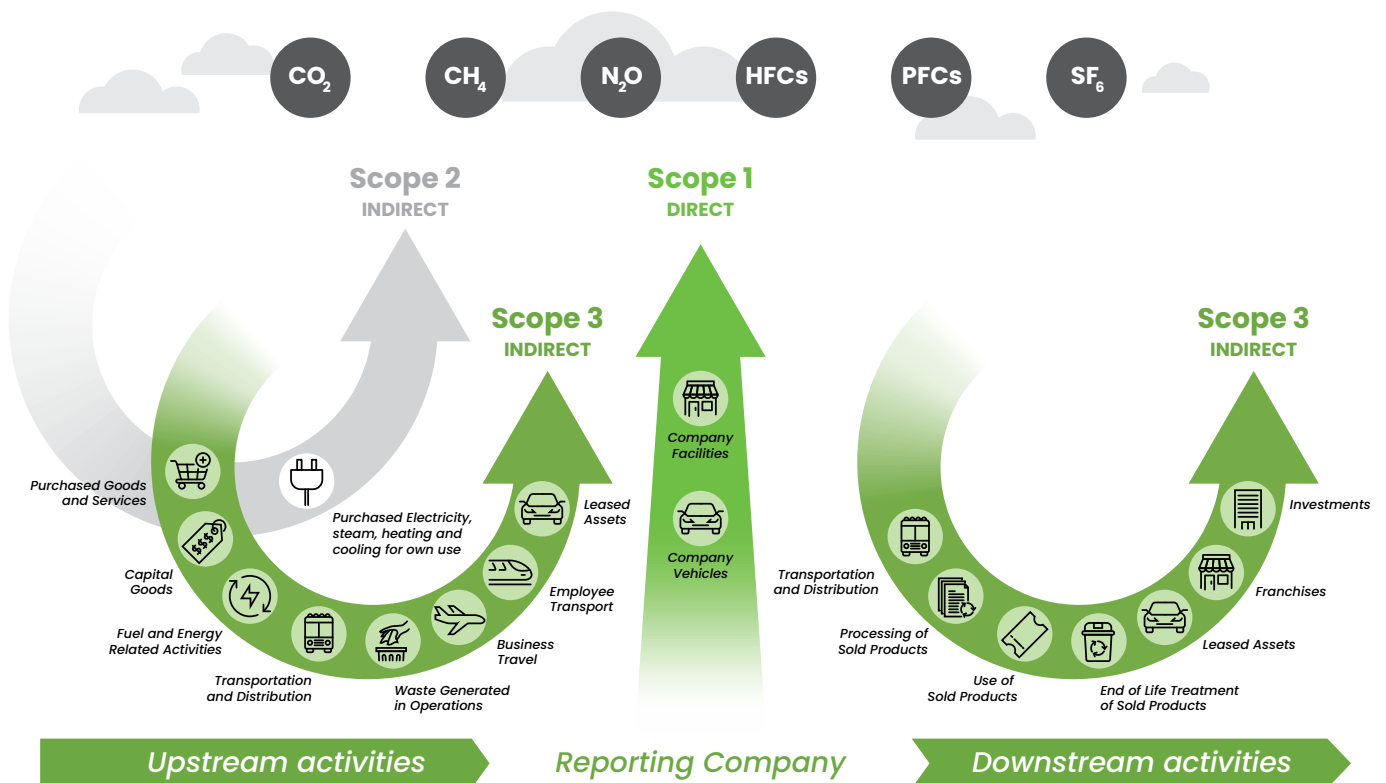 CO₂
CH₄
N₂O
HFCs
PFCs
SF₆
Scope 2
INDIRECT
Scope 1
DIRECT
Scope 3
INDIRECT
Scope 3
INDIRECT
Purchased Goods
and Services
Capital
Goods
Fuel and Energy
Related Activities
Transportation
and Distribution
Waste Generated
in Operations
Business
Travel
Employee
Transport
Leased
Assets
Purchased Electricity,
steam, heating and
cooling for own use
$$$
$$$
Company
Facilities
Company
Vehicles
Transportation
and Distribution
Processing of
Sold Products
Use of
Sold Products
End of Life Treatment
of Sold Products
Leased Assets
Franchises
Investments
Upstream activities
Reporting Company
Downstream activities